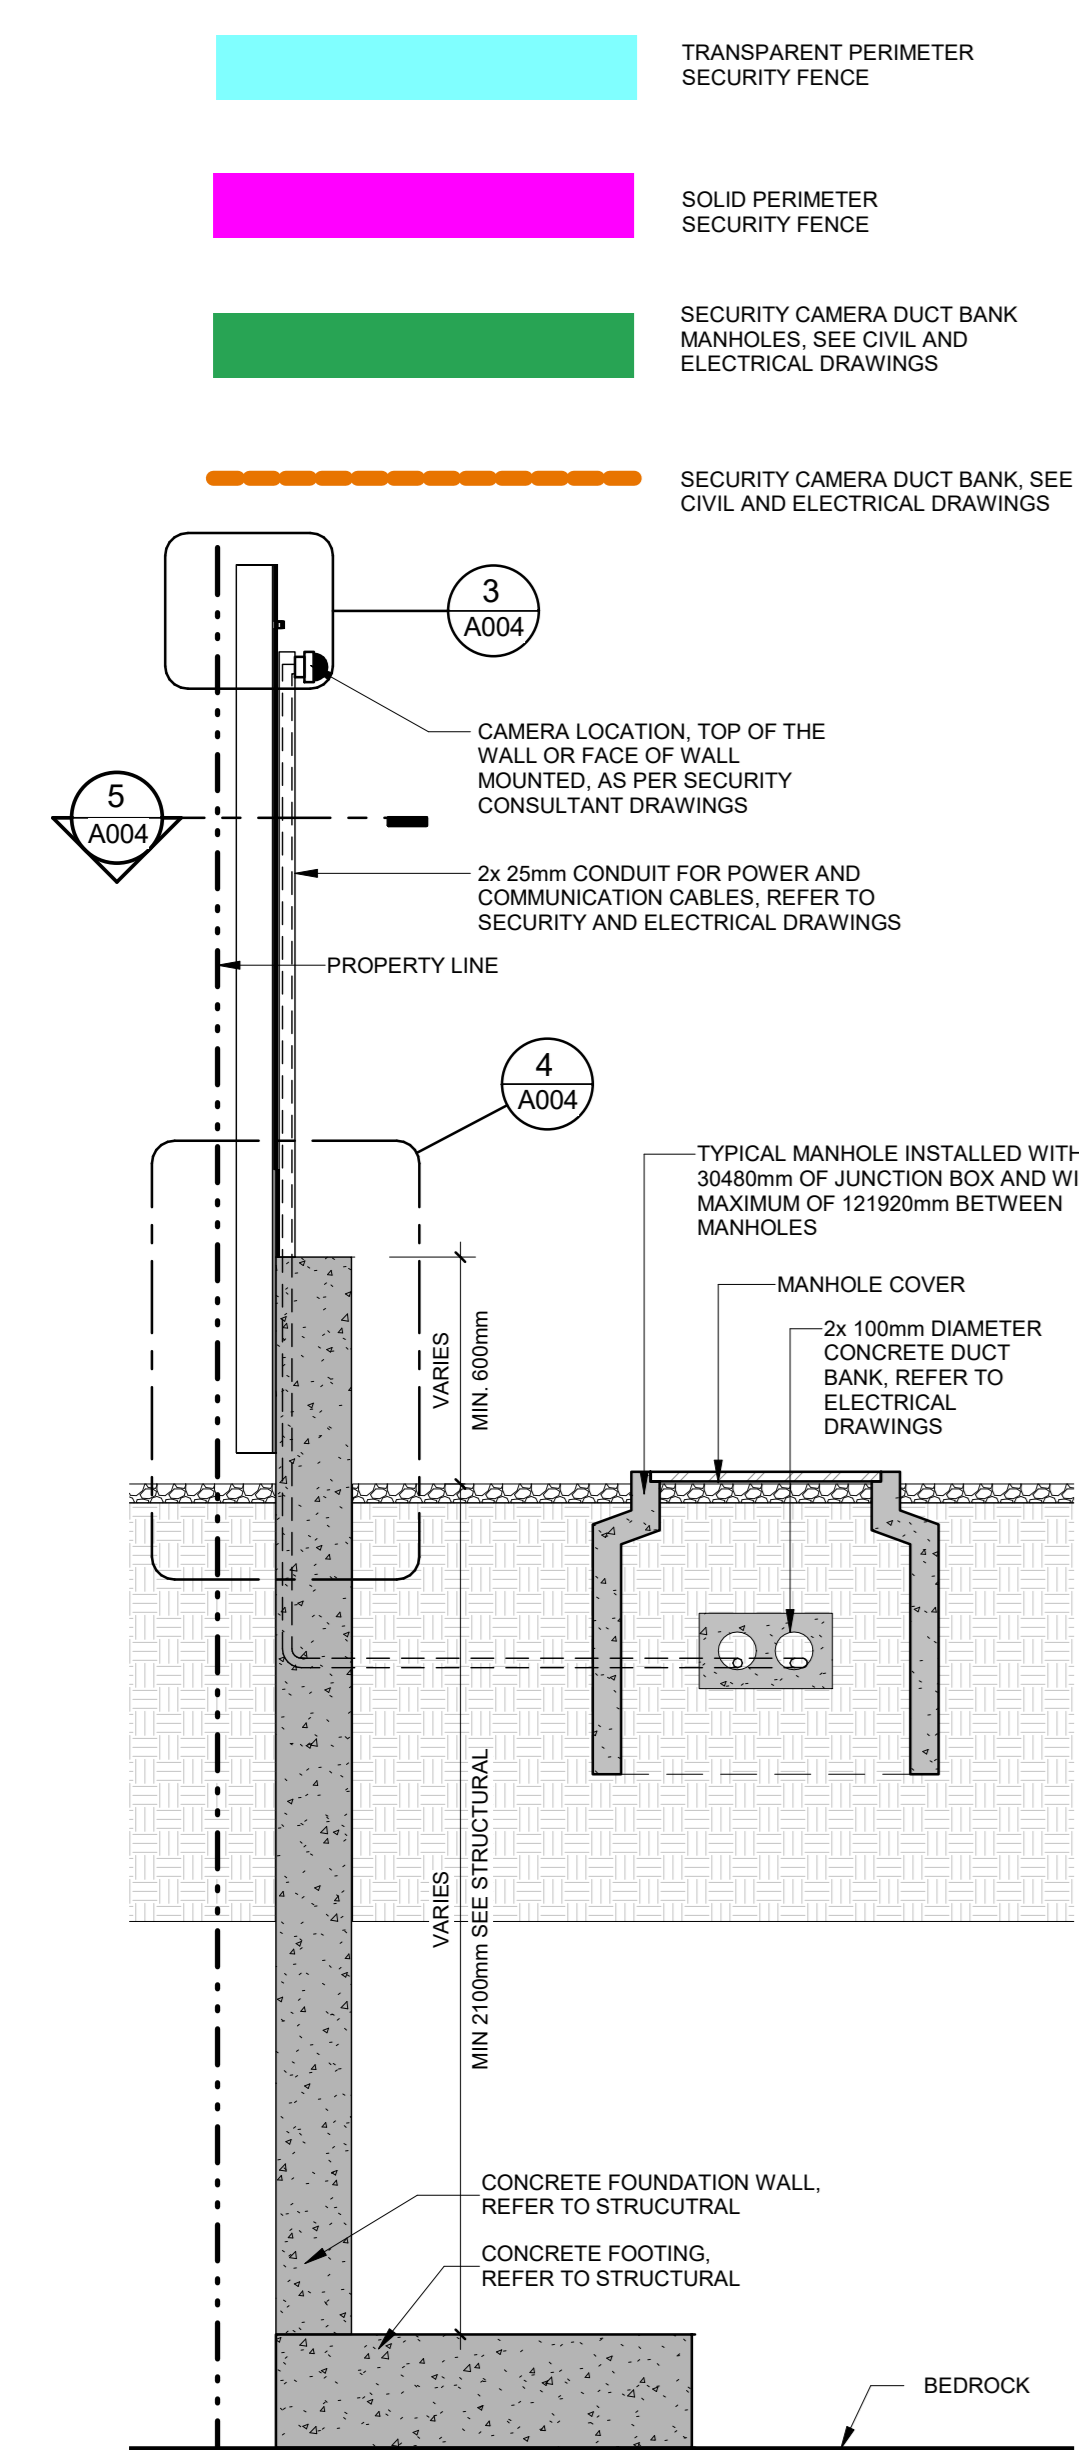 TRANSPARENT PERIMETER
SECURITY FENCE
SOLID PERIMETER
SECURITY FENCE
SECURITY CAMERA DUCT BANK
MANHOLES, SEE CIVIL AND
ELECTRICAL DRAWINGS
SECURITY CAMERA DUCT BANK, SEE
CIVIL AND ELECTRICAL DRAWINGS
3
A004
CAMERA LOCATION, TOP OF THE
WALL OR FACE OF WALL
MOUNTED, AS PER SECURITY
CONSULTANT DRAWINGS
5
A004
2x 25mm CONDUIT FOR POWER AND
COMMUNICATION CABLES, REFER TO
SECURITY AND ELECTRICAL DRAWINGS
PROPERTY LINE
4
A004
TYPICAL MANHOLE INSTALLED WITH
30480mm OF JUNCTION BOX AND WI
MAXIMUM OF 121920mm BETWEEN
MANHOLES
MANHOLE COVER
2x 100mm DIAMETER
CONCRETE DUCT
BANK, REFER TO
ELECTRICAL
DRAWINGS
VARIES
MIN. 600mm
VARIES
MIN 2100mm SEE STRUCTURAL
CONCRETE FOUNDATION WALL,
REFER TO STRUCUTRAL
CONCRETE FOOTING,
REFER TO STRUCTURAL
BEDROCK